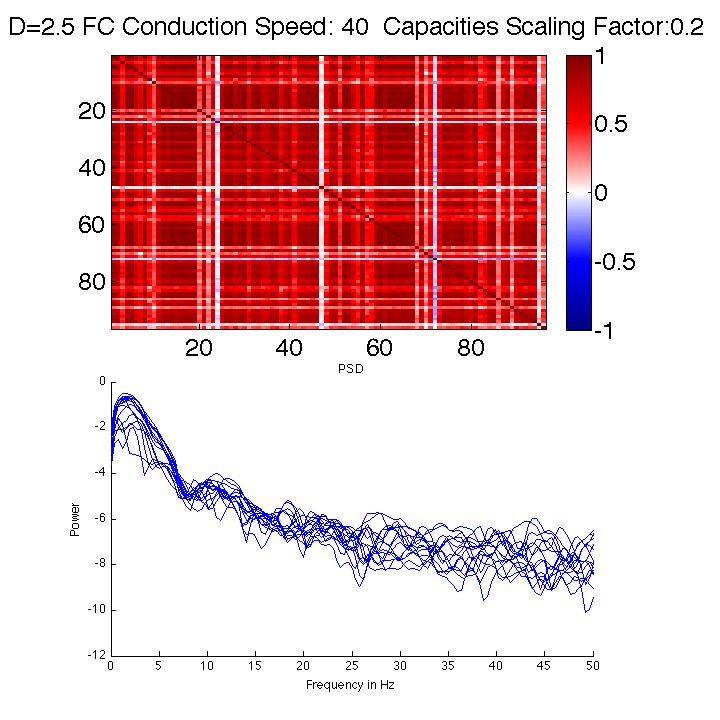 D=2.5 FC Conduction Speed: 40 Capacities Scaling Factor:0.2
1
0.5
0
-0.5
-1
20
40
60
80
20 40 60 80
PSD
0
-2
-4
-6
-8
-10
-12
Power
0 5 10 15 20 25 30 35 40 45 50
Frequency in Hz